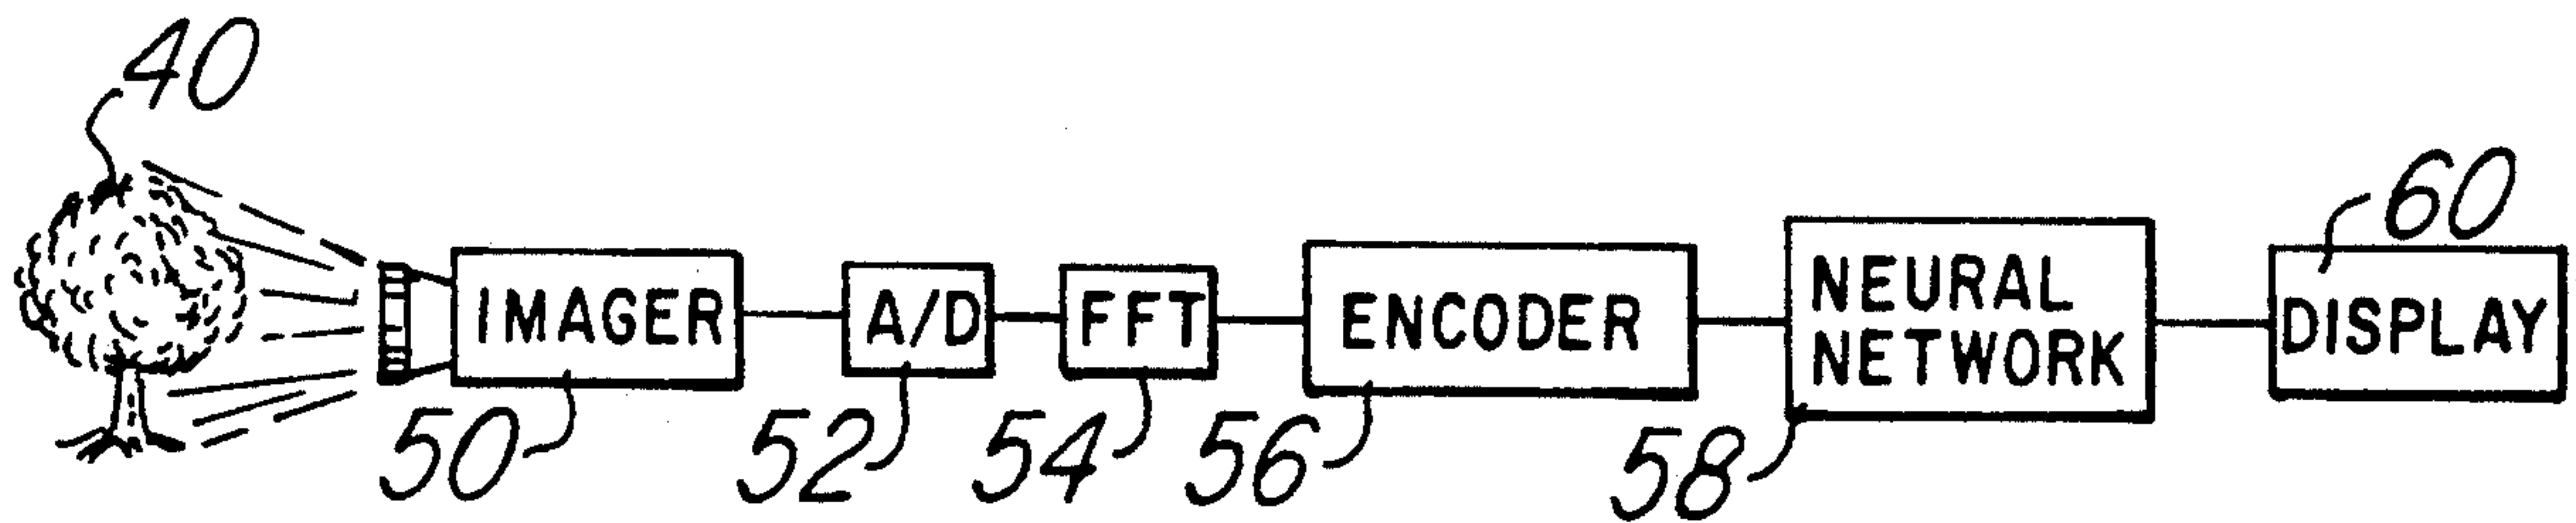 40
IMAGER
A/D
FFT
ENCODER
NEURAL
NETWORK
DISPLAY
60
50
52
54
56
58